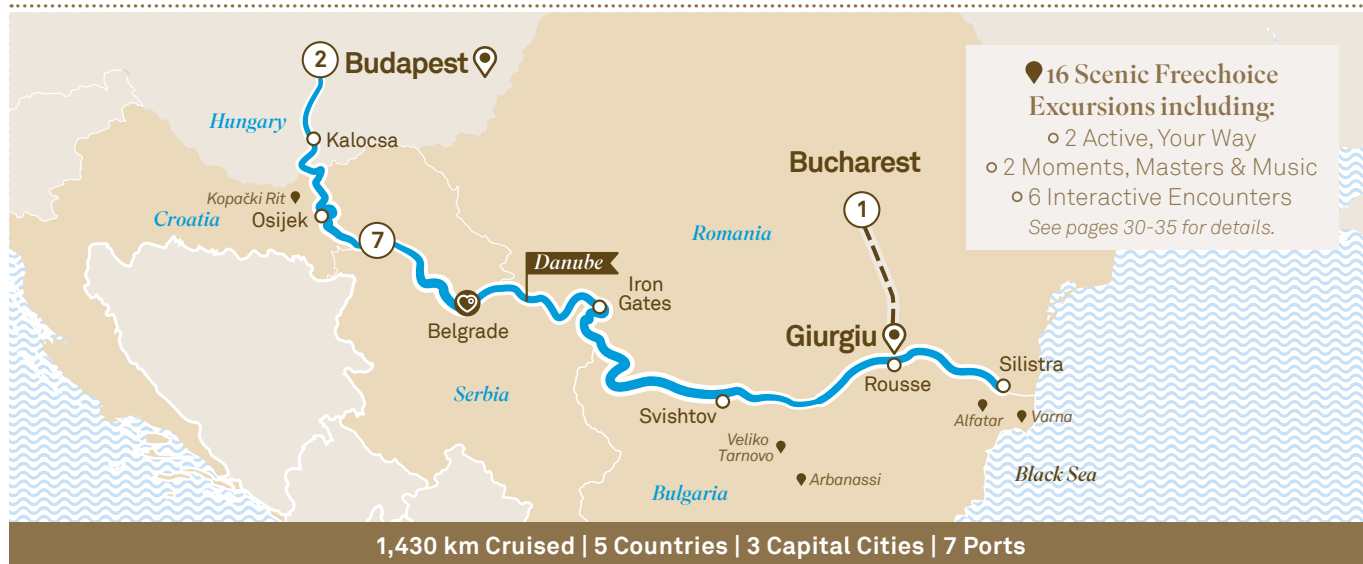 2 Budapest
Hungary
Kalocsa
Kopački Rit
Croatia
Osijek
7
Danube
Iron
Gates
Belgrade
Serbia
Romania
Bucharest
1
Giurgiu
Rousse
Silistra
Svishtov
Alfatar
Varna
Veliko
Tarnovo
Arbanassi
Bulgaria
Black Sea
16 Scenic Freechoice
Excursions including:
2 Active, Your Way
2 Moments, Masters & Music
6 Interactive Encounters
See pages 30-35 for details.
1,430 km Cruised | 5 Countries | 3 Capital Cities | 7 Ports